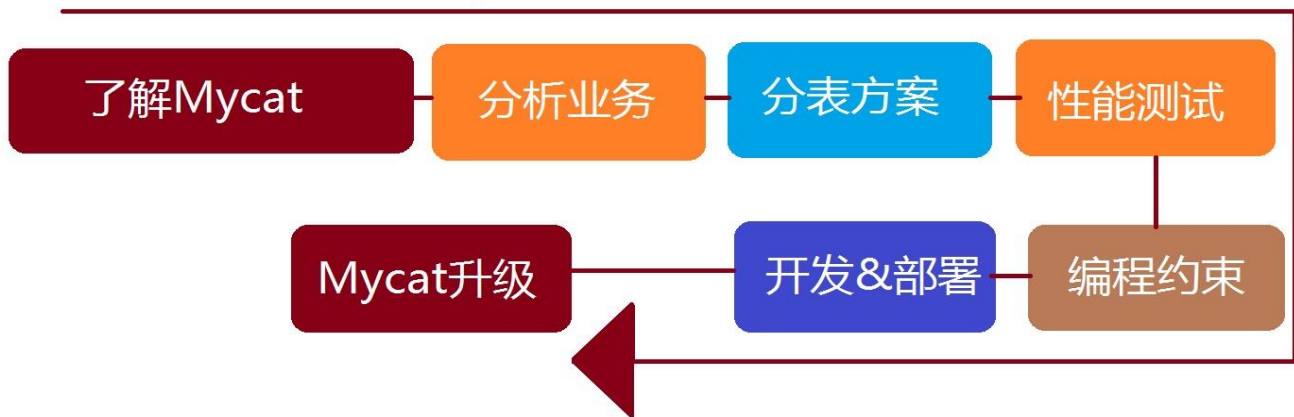 了解Mycat
分析业务
分表方案
性能测试
编程约束
开发&部署
Mycat升级